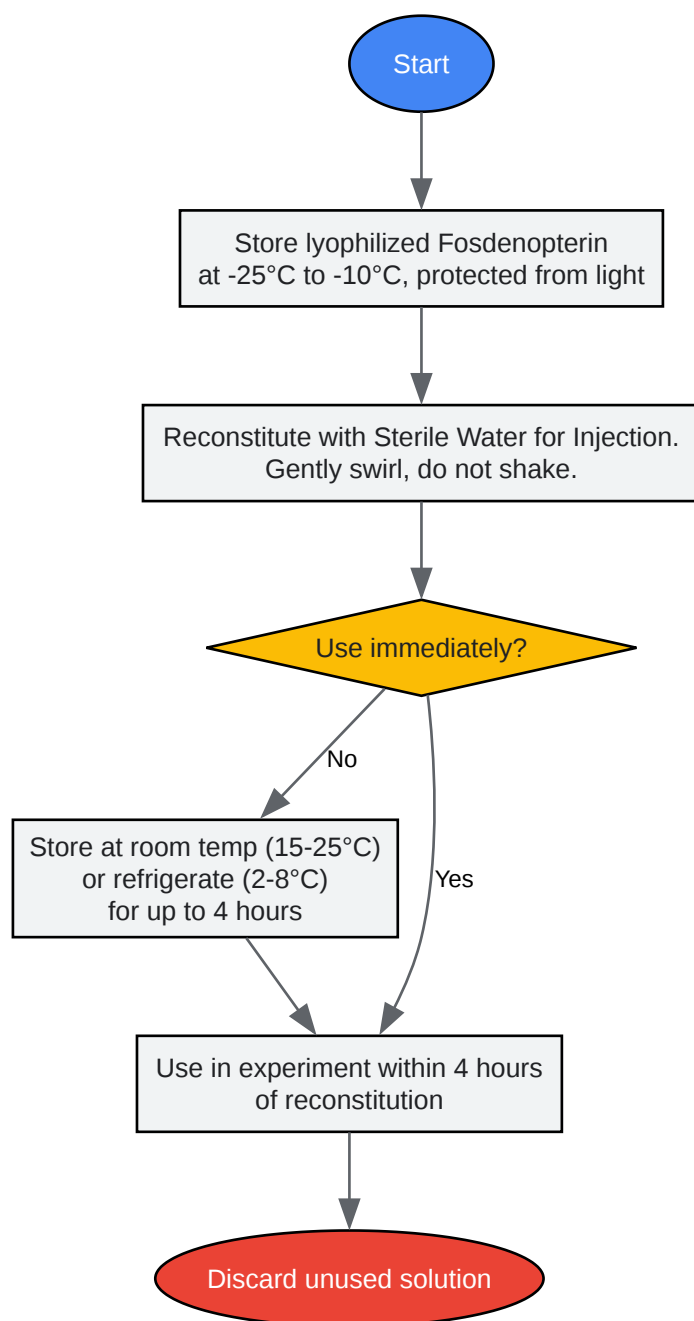 Start
Store lyophilized Fosdenopterin
at -25°C to -10°C, protected from light
Reconstitute with Sterile Water for Injection.
Gently swirl, do not shake.
Use immediately?
No
Store at room temp (15-25°C)
or refrigerate (2-8°C)
for up to 4 hours
Yes
Use in experiment within 4 hours
of reconstitution
Discard unused solution